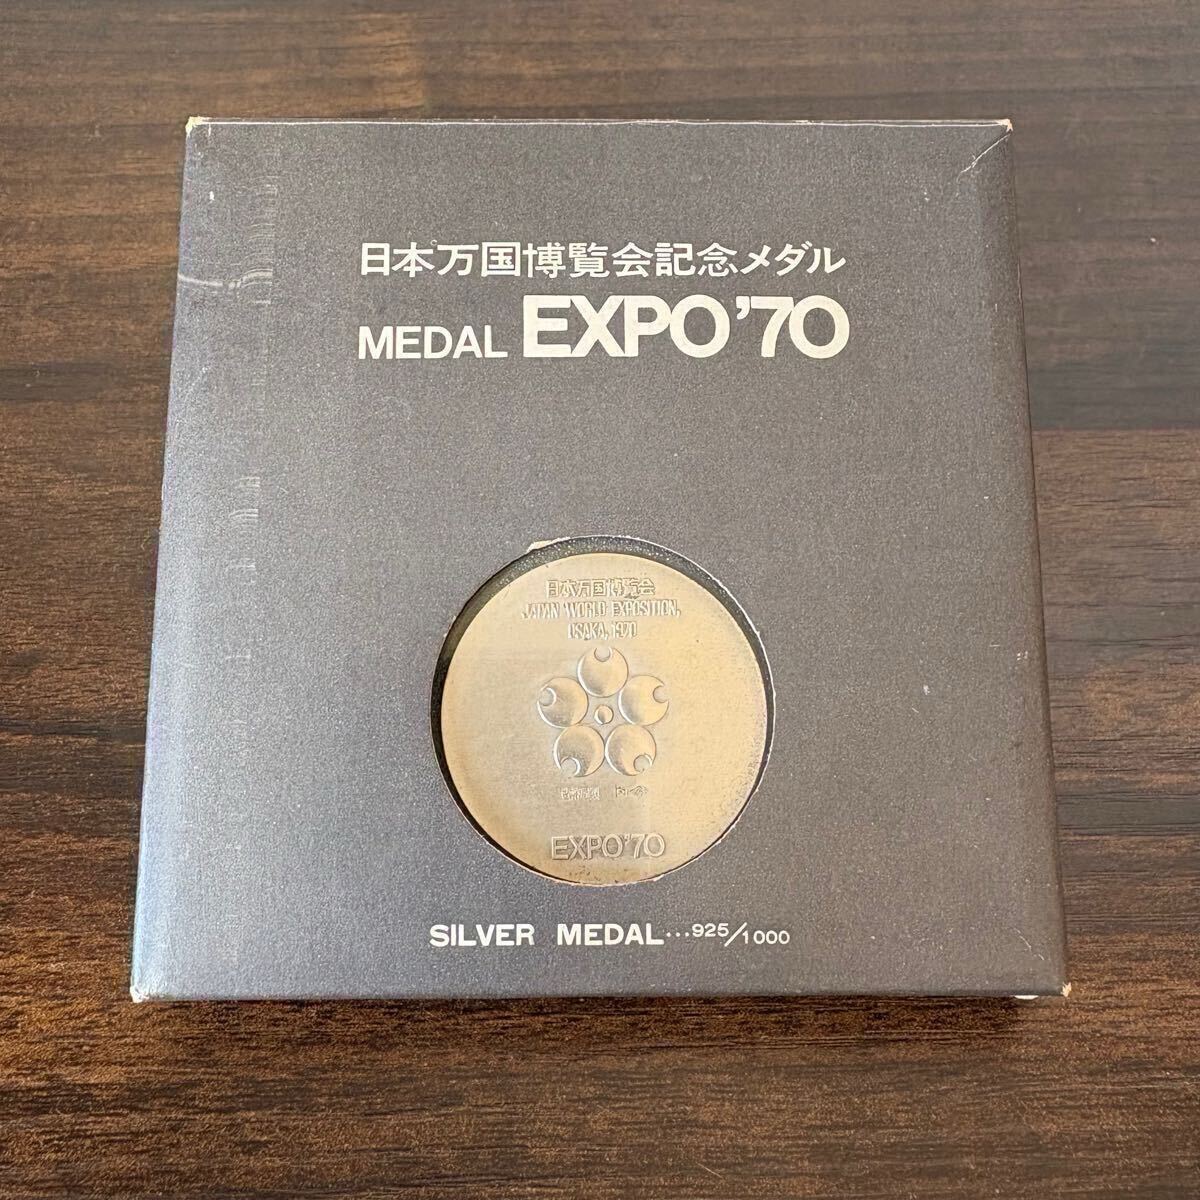 日本万国博覧会記念メダル
MEDAL EXPO'70
日本万国博覧会
JAPAN WORLD EXPOSITION,
OSAKA, 1970
EXPO'70
SILVER MEDAL...925/1000